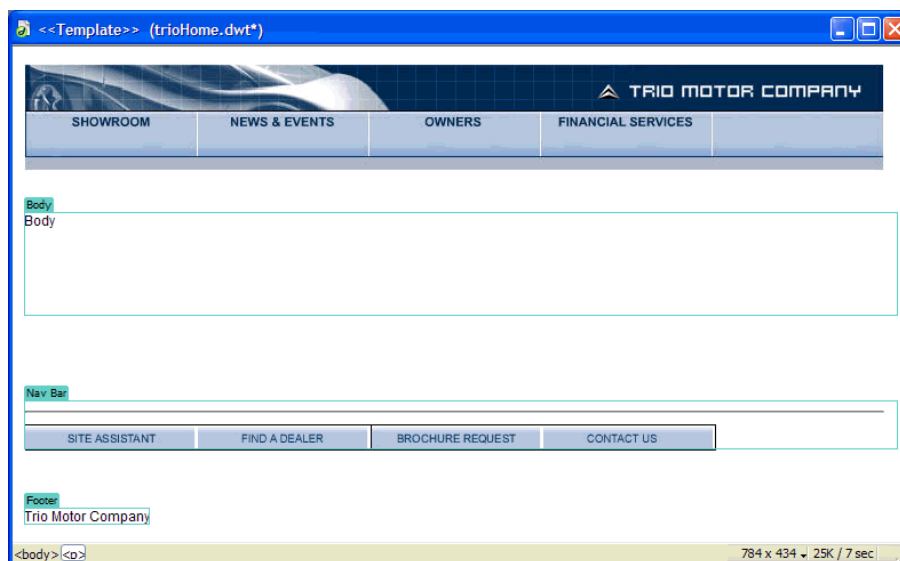 <<Template>> (trioHome.dwt*)
TRIO MOTOR COMPANY
SHOWROOM NEWS & EVENTS OWNERS FINANCIAL SERVICES
Body
Body
Nav Bar
SITE ASSISTANT FIND A DEALER BROCHURE REQUEST CONTACT US
Footer
Trio Motor Company
<body> <p> 784 x 434 25K / 7 sec